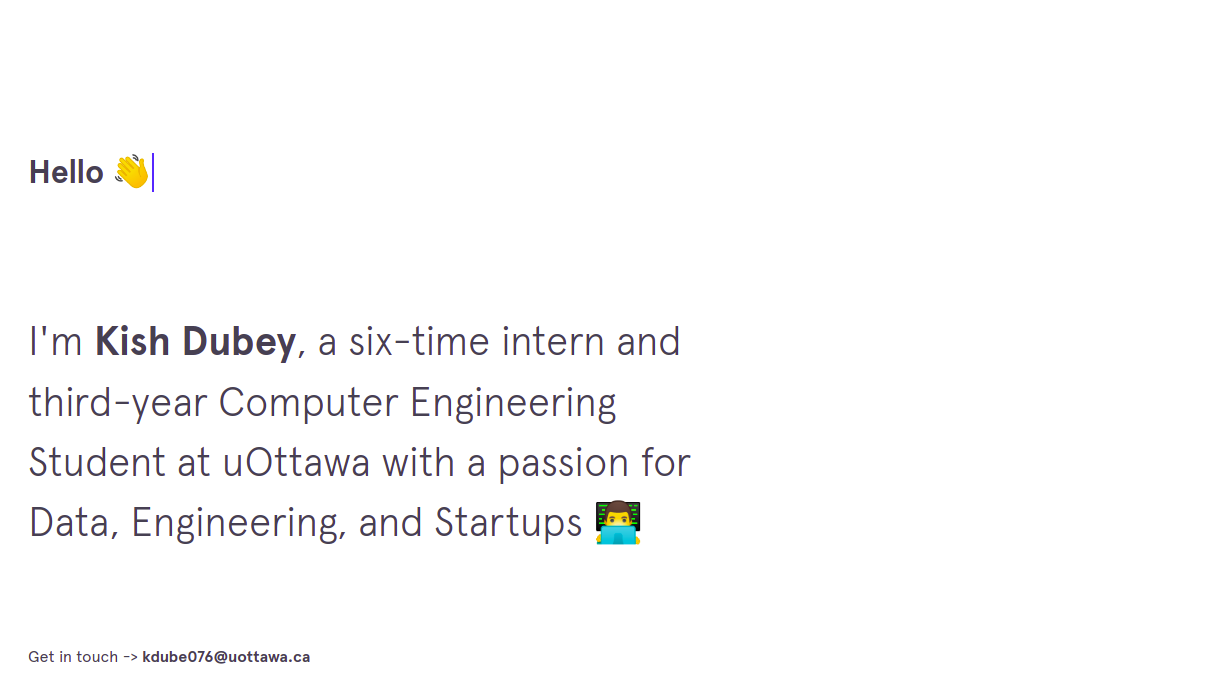 Hello 👋
I'm Kish Dubey, a six-time intern and
third-year Computer Engineering
Student at uOttawa with a passion for
Data, Engineering, and Startups 👨‍💻
Get in touch -> kdube076@uottawa.ca